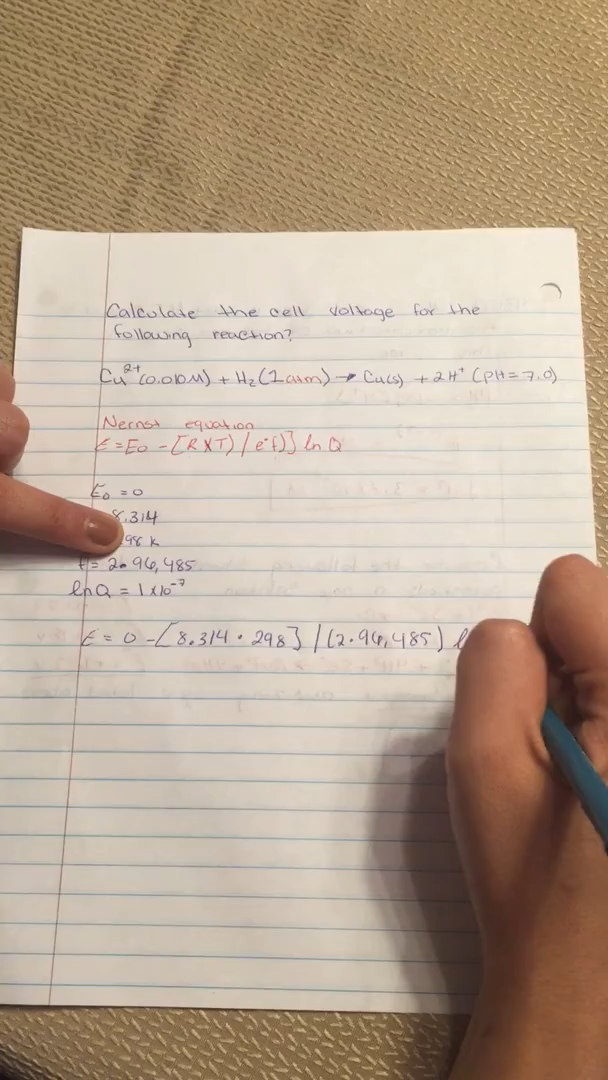 Calculate the cell voltage for the
following reaction?
Cu²⁺(0.010M) + H₂(1atm) → Cu(s) + 2H⁺ (PH = 7.0)
Nernst equation
E = E₀ - [(R×T) / e⁻f)] ln Q
E₀ = 0
8.314
98 k
f = 2•96,485
lnQ = 1×10⁻⁷
E = 0 - [8.314 • 298] / (2•96,485) l